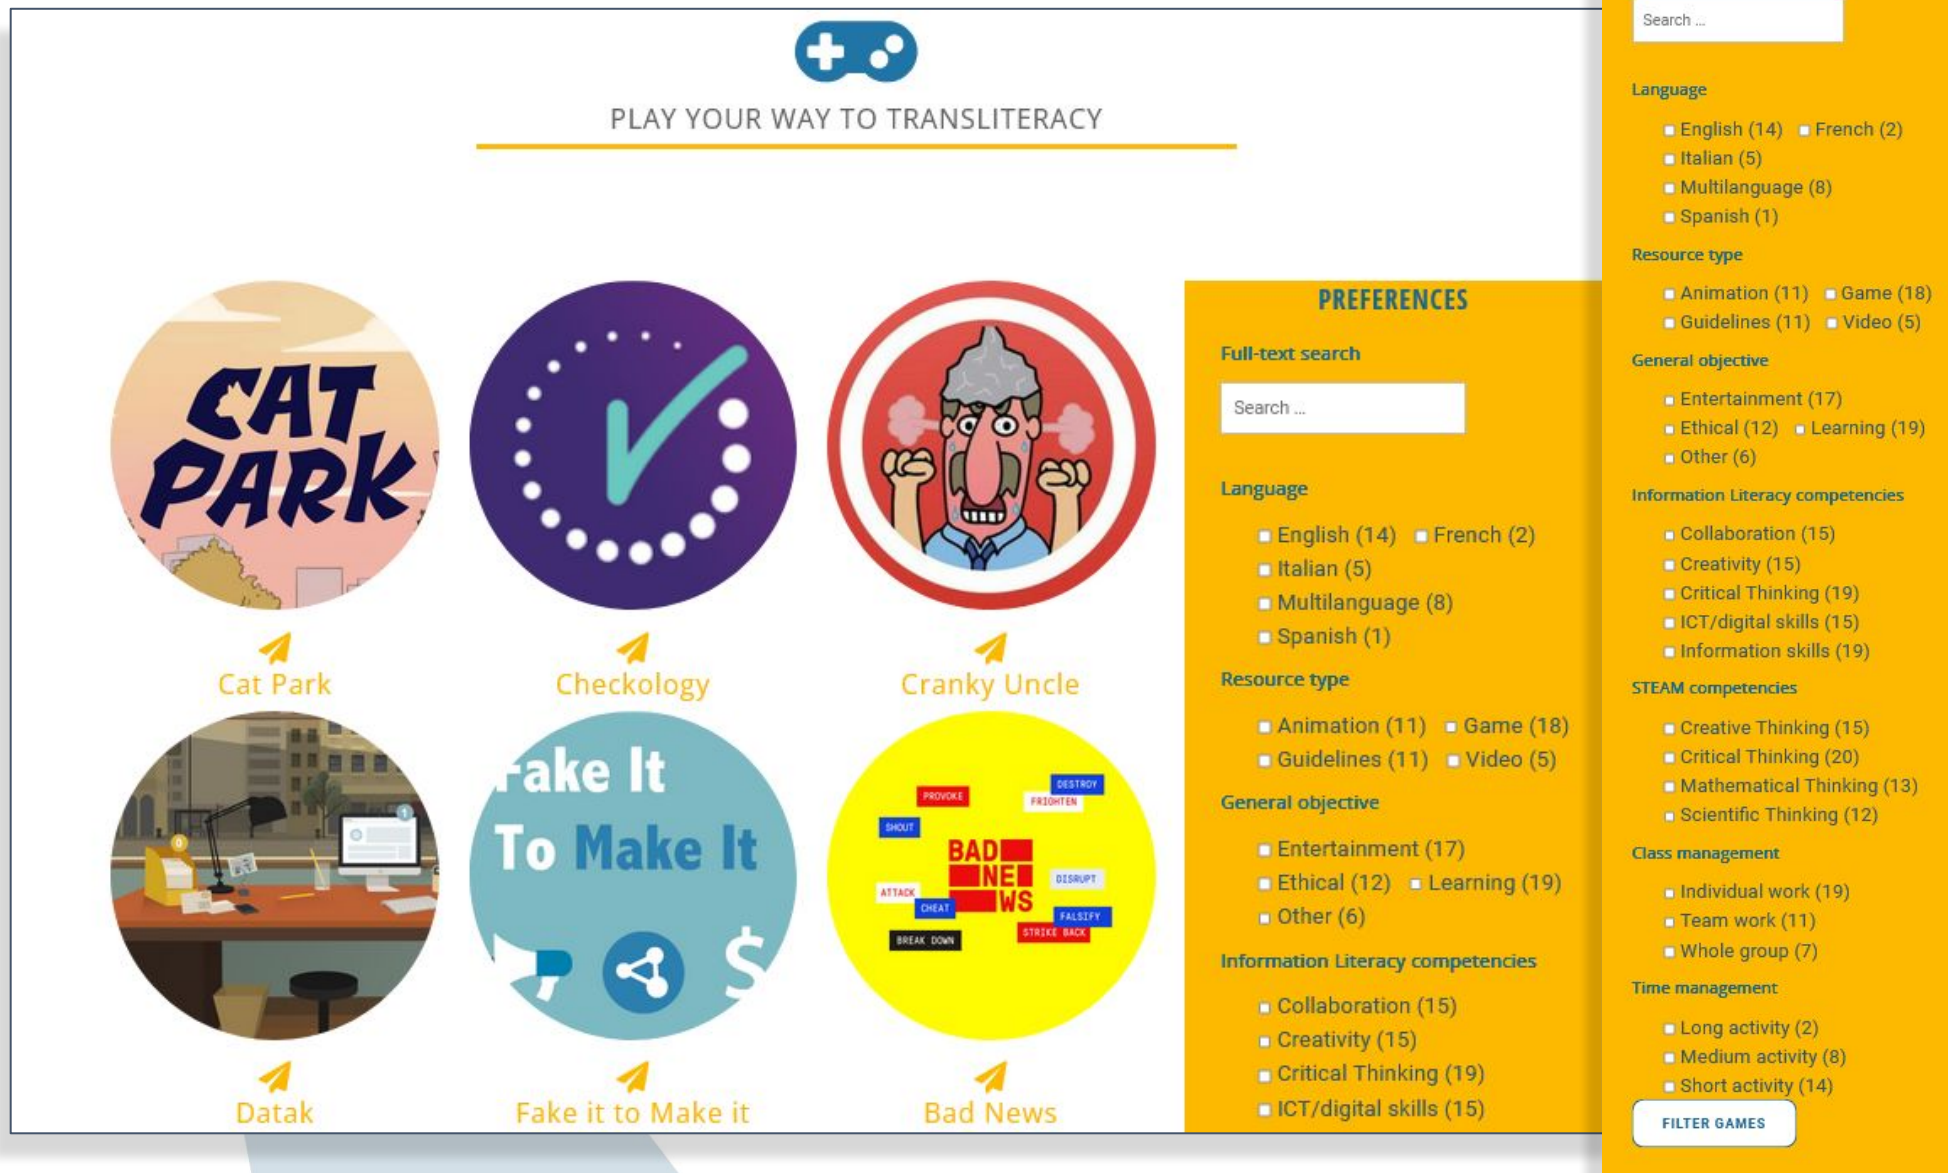 PLAY YOUR WAY TO TRANSLITERACY
CAT
PARK
Cat Park
Checkology
Cranky Uncle
0
1
Datak
Fake It
To Make It
$
Fake it to Make it
PROVOKE
DESTROY
FRIGHTEN
SHOUT
BAD
NE
WS
DISRUPT
ATTACK
CHEAT
FALSIFY
STRIKE BACK
BREAK DOWN
Bad News
PREFERENCES
Full-text search
Search ...
Language
English (14) French (2)
Italian (5)
Multilanguage (8)
Spanish (1)
Resource type
Animation (11) Game (18)
Guidelines (11) Video (5)
General objective
Entertainment (17)
Ethical (12) Learning (19)
Other (6)
Information Literacy competencies
Collaboration (15)
Creativity (15)
Critical Thinking (19)
ICT/digital skills (15)
Search ...
Language
English (14) French (2)
Italian (5)
Multilanguage (8)
Spanish (1)
Resource type
Animation (11) Game (18)
Guidelines (11) Video (5)
General objective
Entertainment (17)
Ethical (12) Learning (19)
Other (6)
Information Literacy competencies
Collaboration (15)
Creativity (15)
Critical Thinking (19)
ICT/digital skills (15)
Information skills (19)
STEAM competencies
Creative Thinking (15)
Critical Thinking (20)
Mathematical Thinking (13)
Scientific Thinking (12)
Class management
Individual work (19)
Team work (11)
Whole group (7)
Time management
Long activity (2)
Medium activity (8)
Short activity (14)
FILTER GAMES